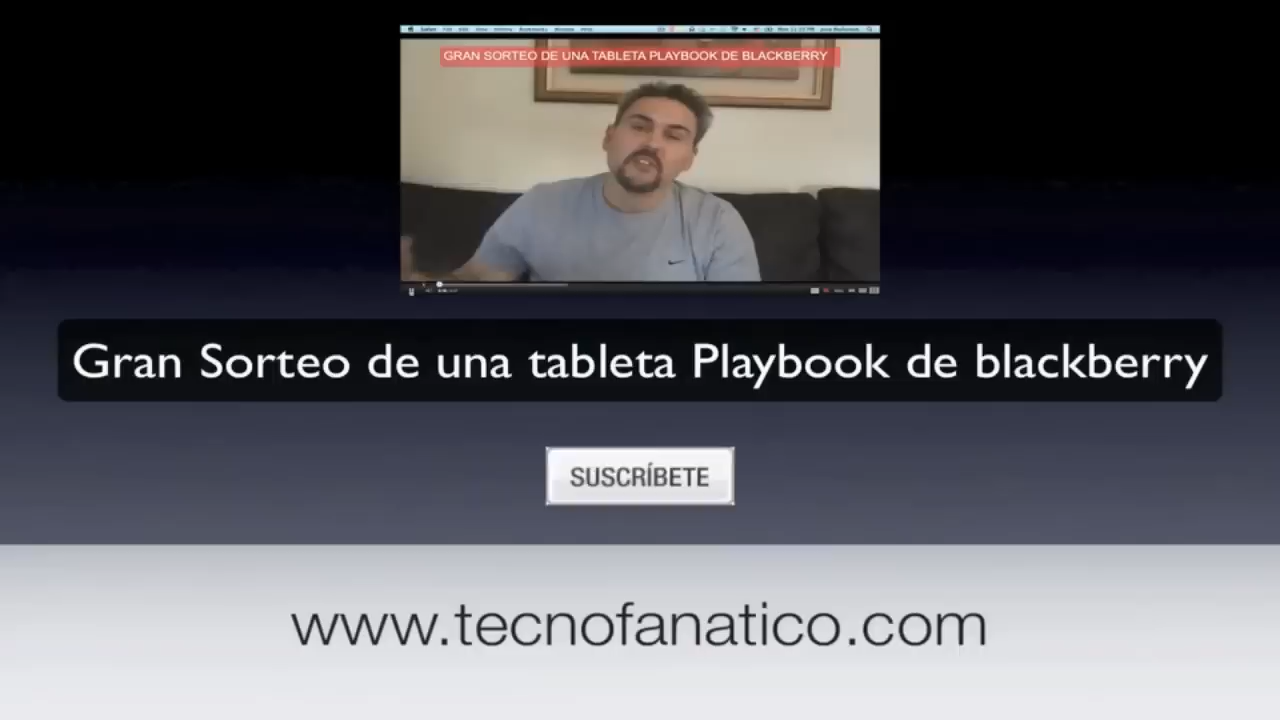 GRAN SORTEO DE UNA TABLETA PLAYBOOK DE BLACKBERRY
Gran Sorteo de una tableta Playbook de blackberry
SUSCRÍBETE
www.tecnofanatico.com